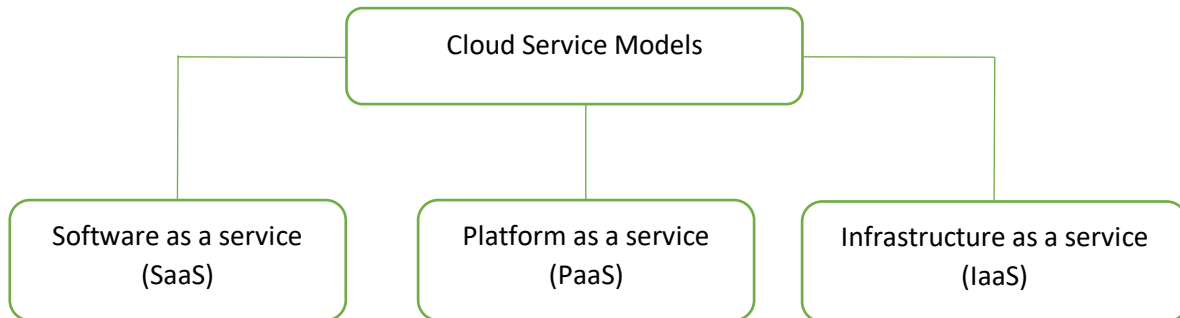 Cloud Service Models
Software as a service
(SaaS)
Platform as a service
(PaaS)
Infrastructure as a service
(IaaS)